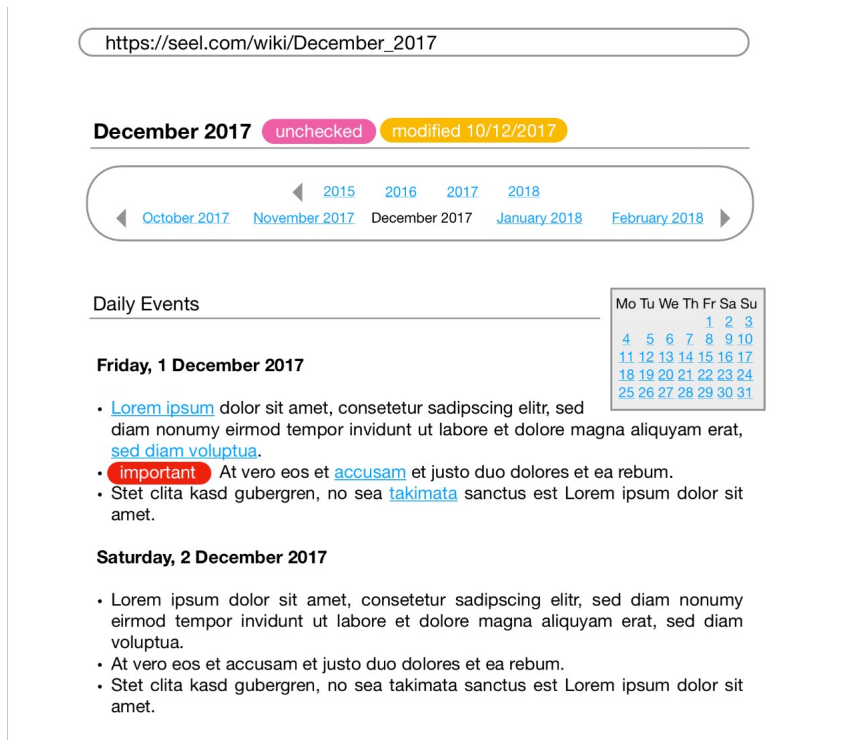 https://seel.com/wiki/December_2017
December 2017 unchecked modified 10/12/2017
2015 2016 2017 2018
October 2017 November 2017 December 2017 January 2018 February 2018
Daily Events
Mo Tu We Th Fr Sa Su
1 2 3
4 5 6 7 8 9 10
11 12 13 14 15 16 17
18 19 20 21 22 23 24
25 26 27 28 29 30 31
Friday, 1 December 2017
• Lorem ipsum dolor sit amet, consetetur sadipscing elitr, sed
diam nonumy eirmod tempor invidunt ut labore et dolore magna aliquyam erat,
sed diam voluptua.
• important At vero eos et accusam et justo duo dolores et ea rebum.
• Stet clita kasd gubergren, no sea takimata sanctus est Lorem ipsum dolor sit
amet.
Saturday, 2 December 2017
• Lorem ipsum dolor sit amet, consetetur sadipscing elitr, sed diam nonumy
eirmod tempor invidunt ut labore et dolore magna aliquyam erat, sed diam
voluptua.
• At vero eos et accusam et justo duo dolores et ea rebum.
• Stet clita kasd gubergren, no sea takimata sanctus est Lorem ipsum dolor sit
amet.